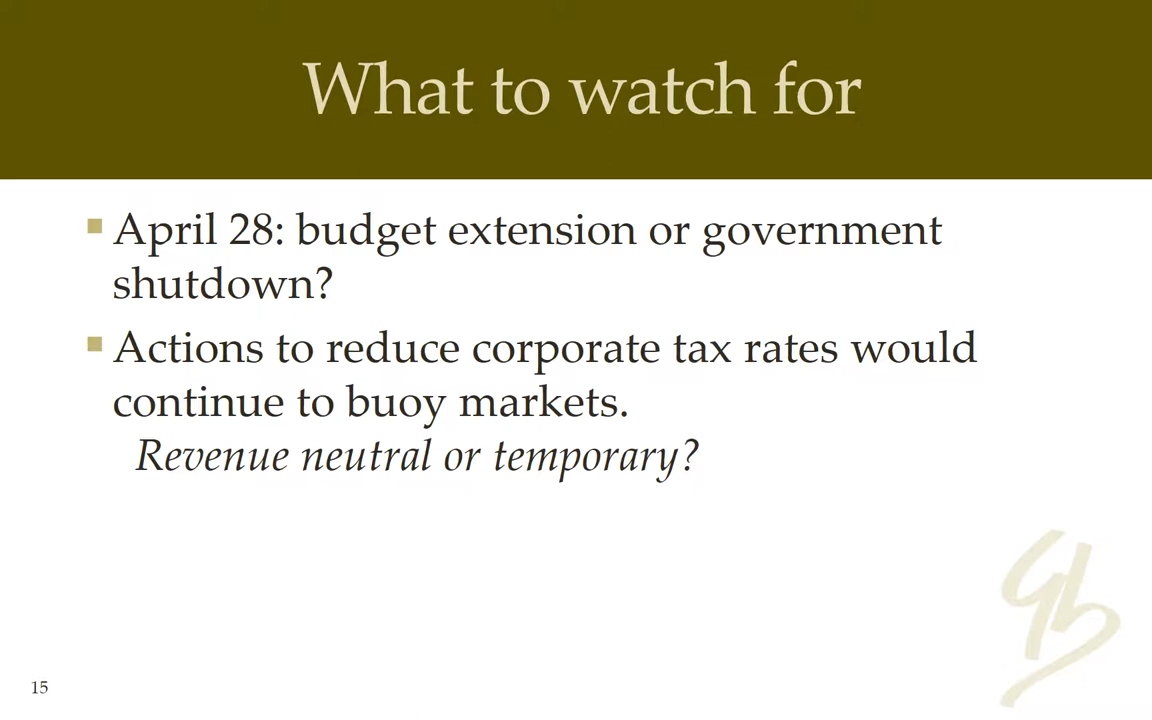 What to watch for
April 28: budget extension or government
shutdown?
Actions to reduce corporate tax rates would
continue to buoy markets.
Revenue neutral or temporary?
15